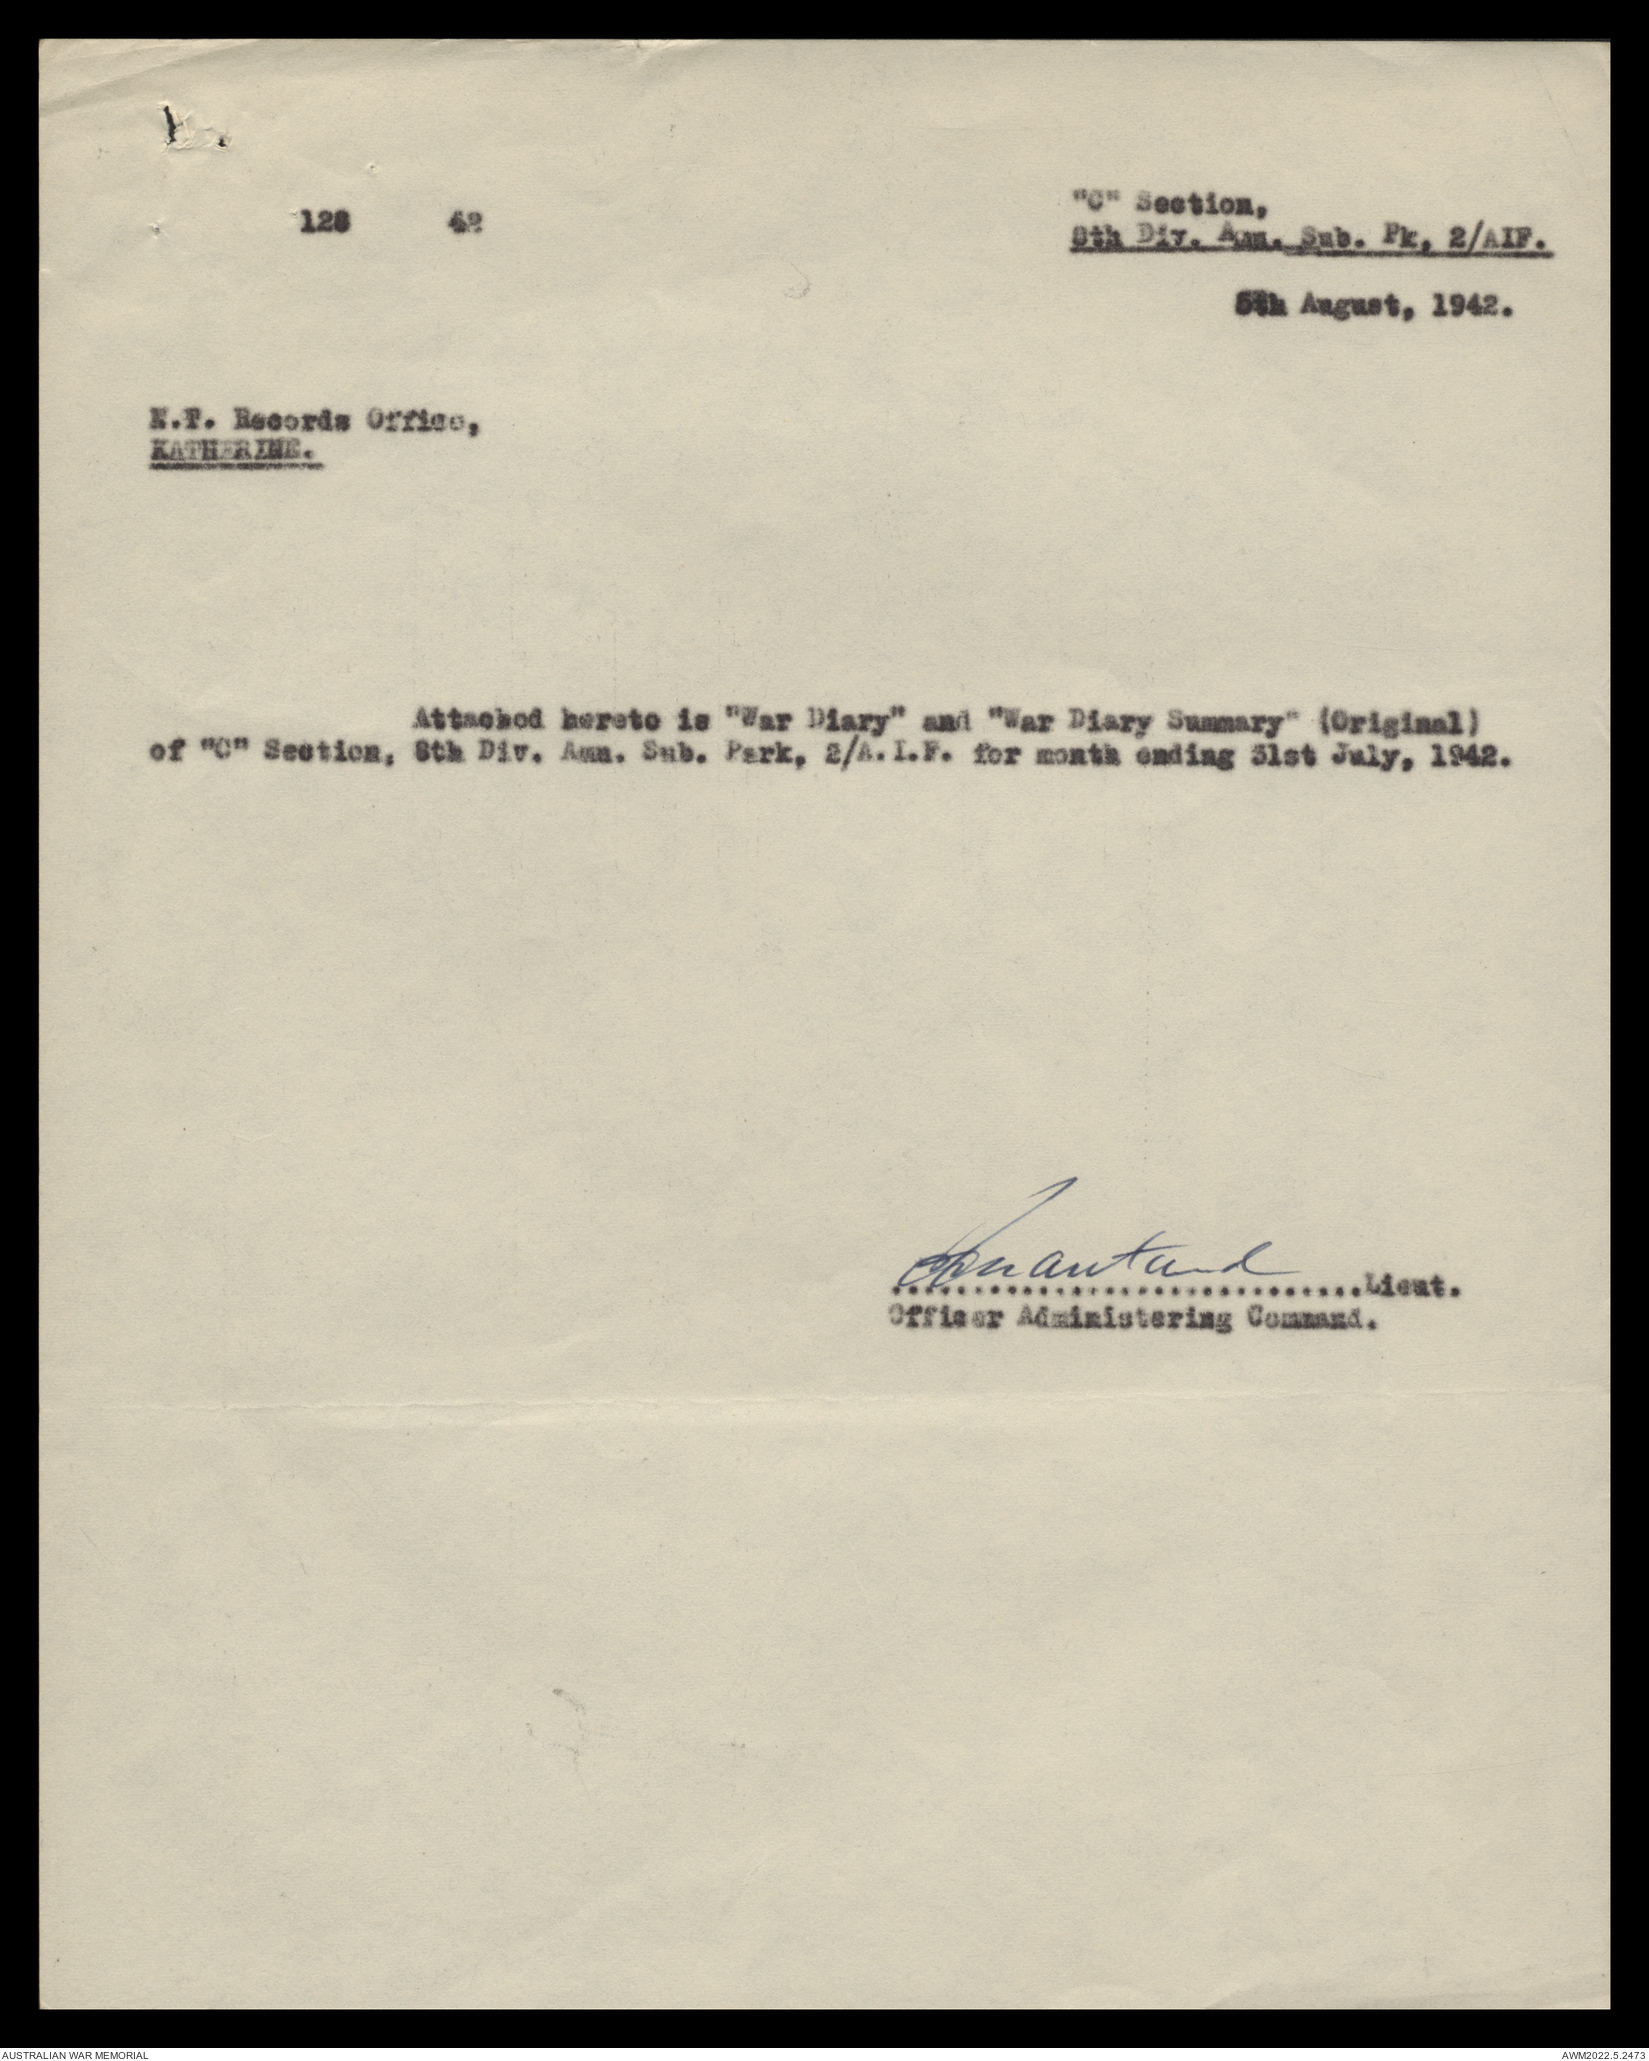 "C" Section,
128 42
8th Div. Amn. Sub. Pk, 2/AIF.
5th August, 1942.
N.F. Records Office,
KATHERINE.
Attached hereto is "War Diary" and "War Diary Summary" (Original)
of "C" Section, 8th Div. Amn. Sub. Park, 2/A.I.F. for month ending 31st July, 1942.
..............................Lieut.
Officer Administering Command.
AUSTRALIAN WAR MEMORIAL
AWM2022.5.2473